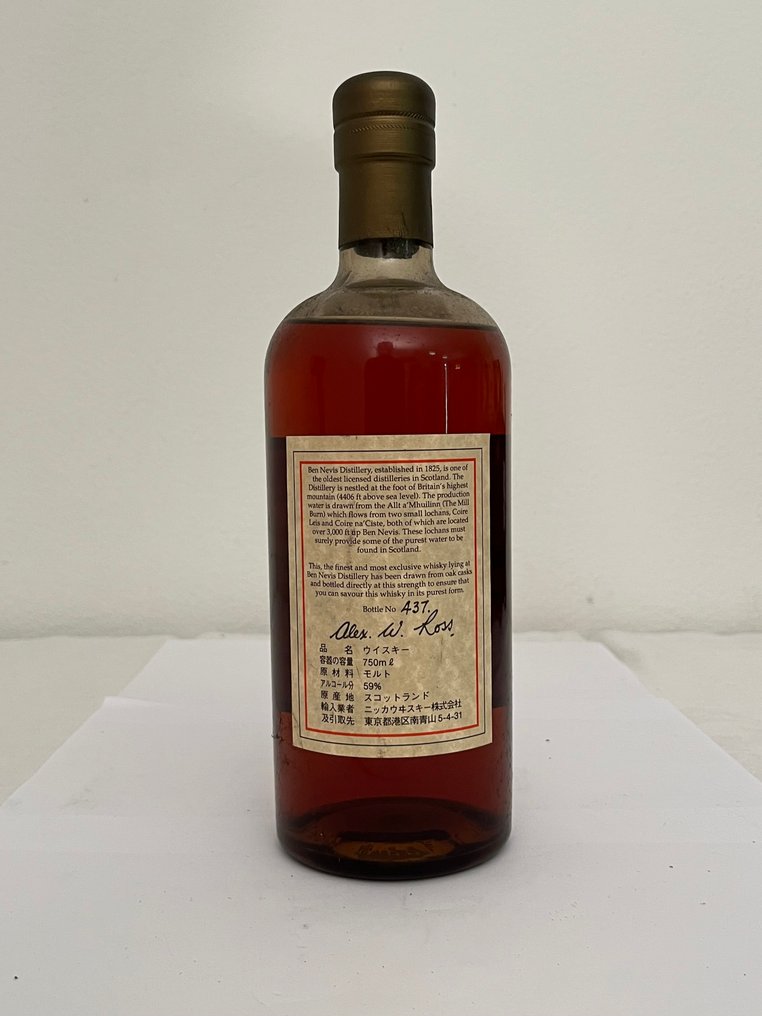 Ben Nevis Distillery, established in 1825, is one of
the oldest licensed distilleries in Scotland. The
Distillery is nestled at the foot of Britain's highest
mountain (4406 ft above sea level). The production
water is drawn from the Allt a'Mhuilinn (The Mill
Burn) which flows from two small lochans, Coire
Leis and Coire na'Ciste, both of which are located
over 3,000 ft up Ben Nevis. These lochans must
surely provide some of the purest water to be
found in Scotland.
This, the finest and most exclusive whisky lying at
Ben Nevis Distillery has been drawn from oak casks
and bottled directly at this strength to ensure that
you can savour this whisky in its purest form.
Bottle No 437.
Alex. W. Ross.
品名 ウイスキー
容器の容量 750mℓ
原材料 モルト
アルコール分 59%
原産地 スコットランド
輸入業者 ニッカウヰスキー株式会社
及引取先 東京都港区南青山5-4-31